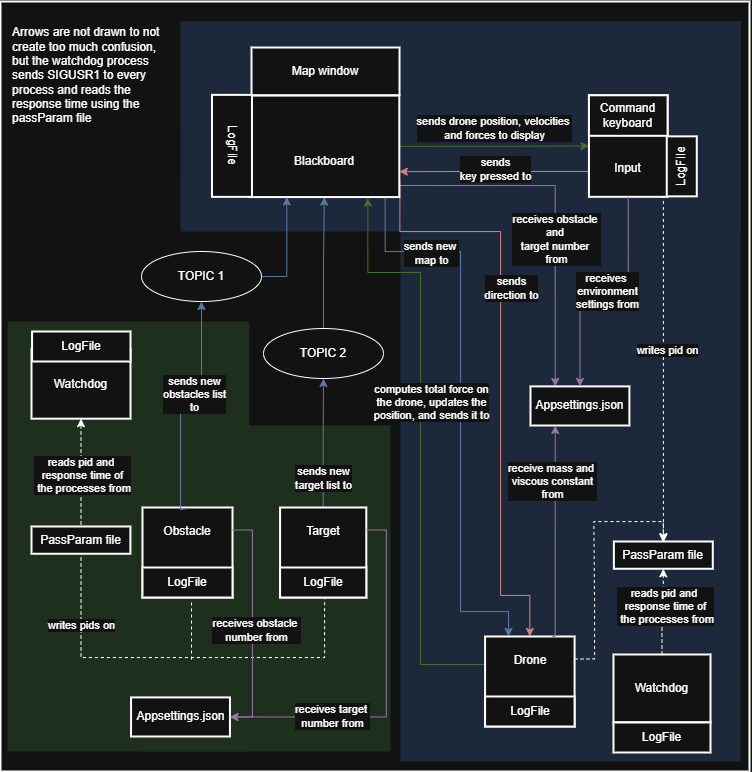 Arrows are not drawn to not
create too much confusion,
but the watchdog process
sends SIGUSR1 to every
process and reads the
response time using the
passParam file
Map window
LogFile
Blackboard
sends drone position, velocities
and forces to display
Command
keyboard
Input
LogFile
sends
key pressed to
receives obstacle
and
target number
from
sends new
map to
sends
direction to
receives
environment
settings from
TOPIC 1
TOPIC 2
writes pid on
LogFile
Watchdog
sends new
obstacles list
to
computes total force on
the drone, updates the
position, and sends it to
Appsettings.json
reads pid and
response time of
the processes from
sends new
target list to
receive mass and
viscous constant
from
PassParam file
Obstacle
LogFile
Target
LogFile
PassParam file
writes pids on
receives obstacle
number from
reads pid and
response time of
the processes from
Drone
LogFile
Watchdog
LogFile
Appsettings.json
receives target
number from